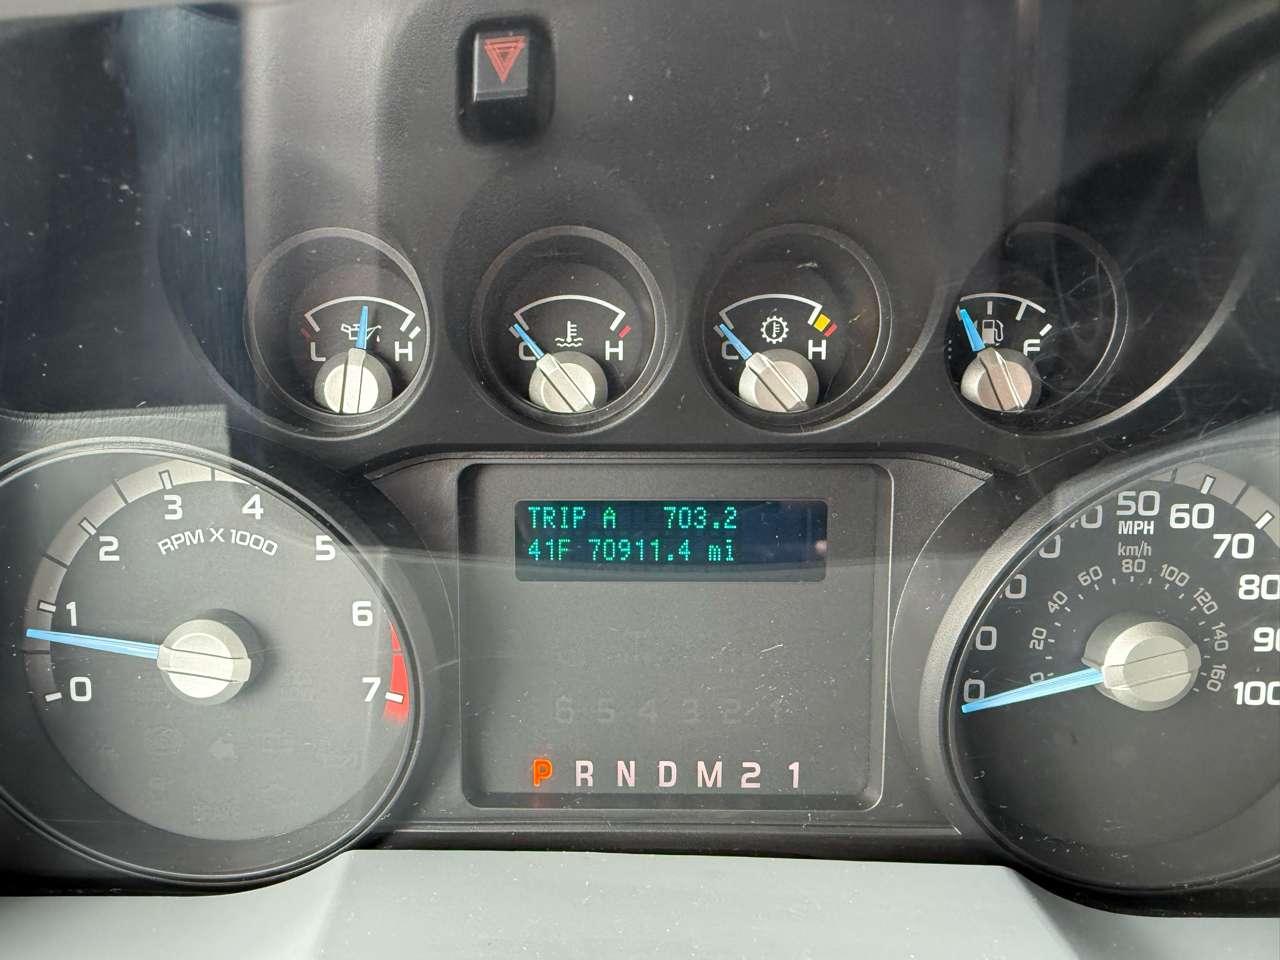 L H
C H
C H
F
TRIP A 703.2
41F 70911.4 mi
0 1 2 3 4 5 6 7
RPM X 1000
P R N D M 2 1
0 50 60 70 80 100
MPH
km/h
20 40 60 80 100 120 140 160